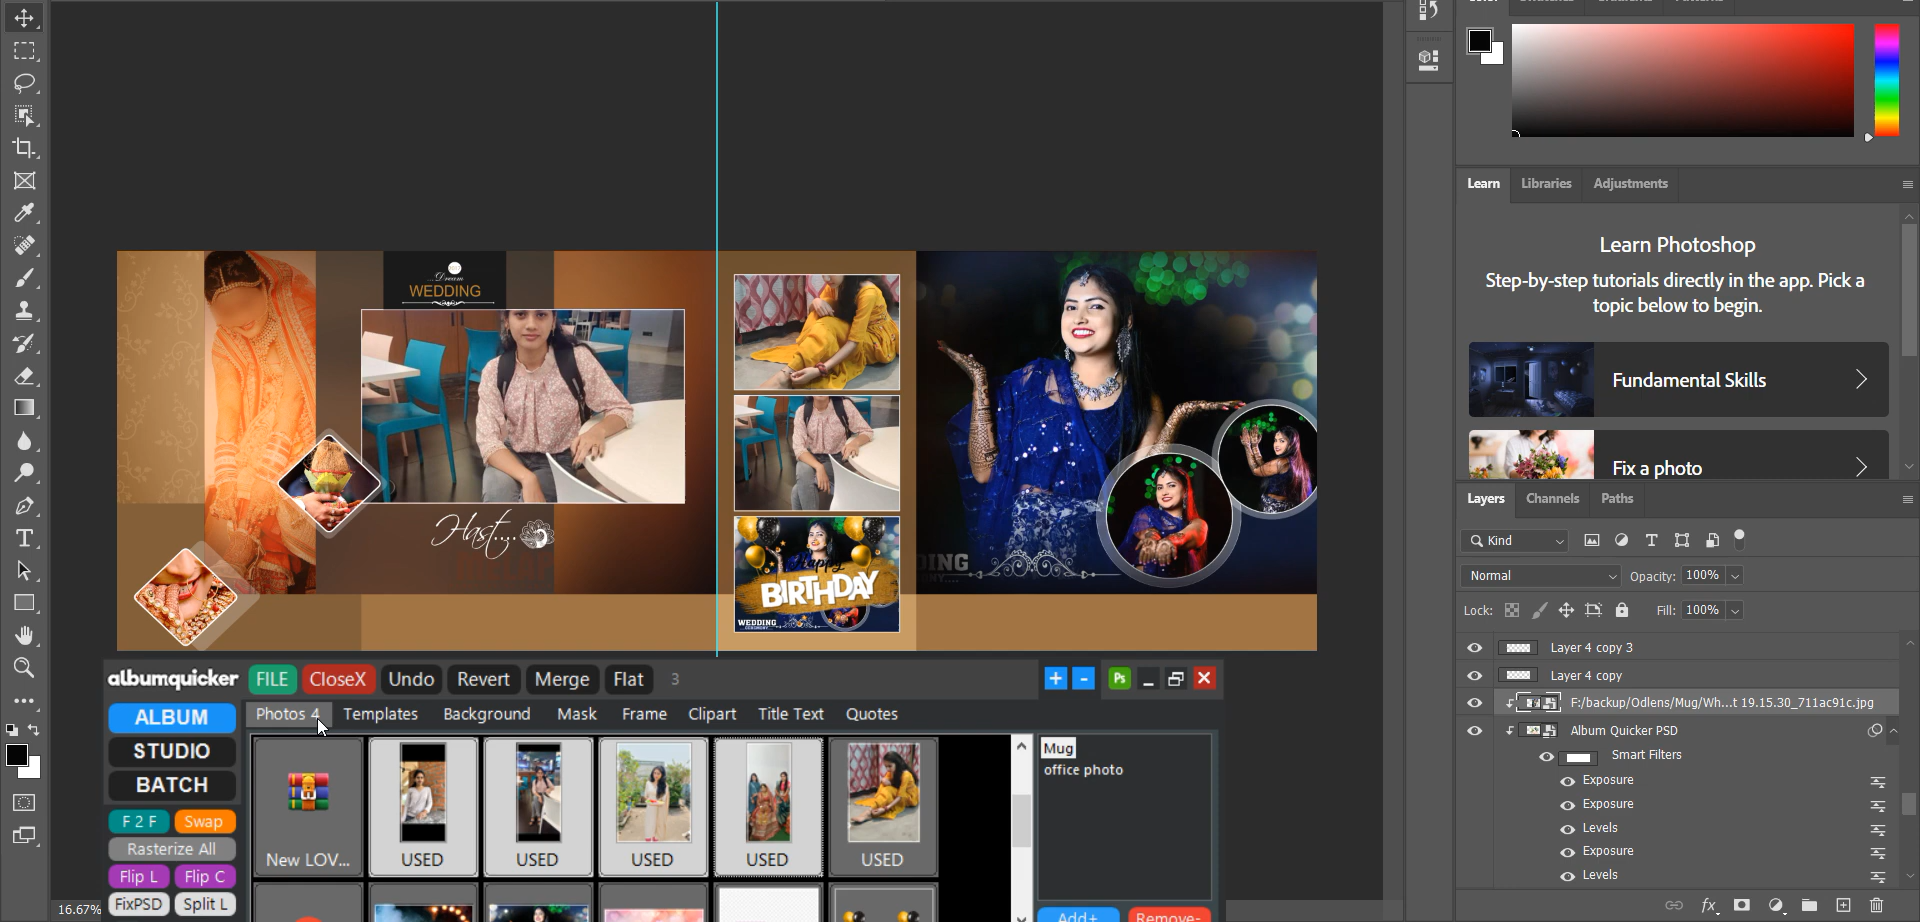 Learn Libraries Adjustments
Learn Photoshop
Step-by-step tutorials directly in the app. Pick a
topic below to begin.
Fundamental Skills
Fix a photo
Layers Channels Paths
Kind
Normal Opacity: 100%
Lock: Fill: 100%
Layer 4 copy 3
Layer 4 copy
F:/backup/Odlens/Mug/Wh...t 19.15.30_711ac91c.jpg
Album Quicker PSD
Smart Filters
Exposure
Exposure
Levels
Exposure
Levels
Dream
WEDDING
Hast....
happy
BIRTHDAY
WEDDING
CEREMONY
DING
albumquicker FILE CloseX Undo Revert Merge Flat 3 + - Ps
ALBUM
STUDIO
BATCH
F 2 F Swap
Rasterize All
Flip L Flip C
FixPSD Split L
Photos 4 Templates Background Mask Frame Clipart Title Text Quotes
New LOV... USED USED USED USED USED
Mug
office photo
Add+ Remove-
16.67%